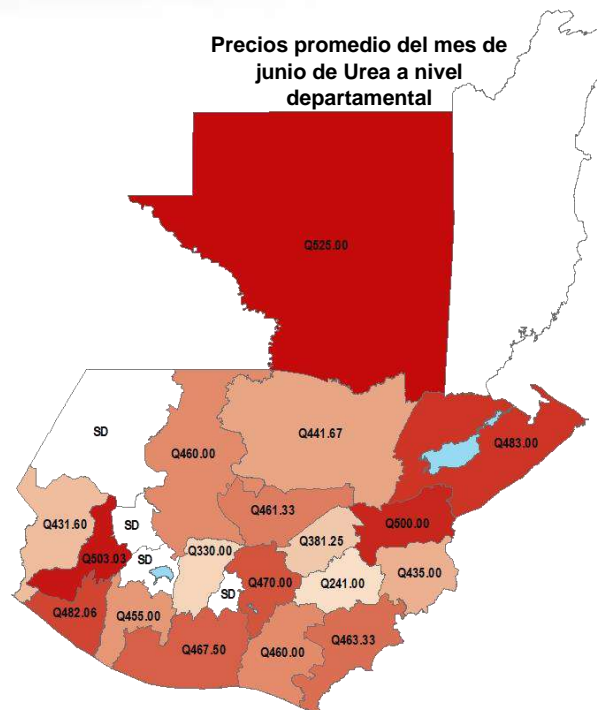 Precios promedio del mes de
junio de Urea a nivel
departamental
Q525.00
SD
Q460.00
Q441.67
Q483.00
Q431.60
SD
Q461.33
Q500.00
Q503.03
SD
Q330.00
Q381.25
Q435.00
SD
Q470.00
Q241.00
Q482.06
Q455.00
Q467.50
Q460.00
Q463.33